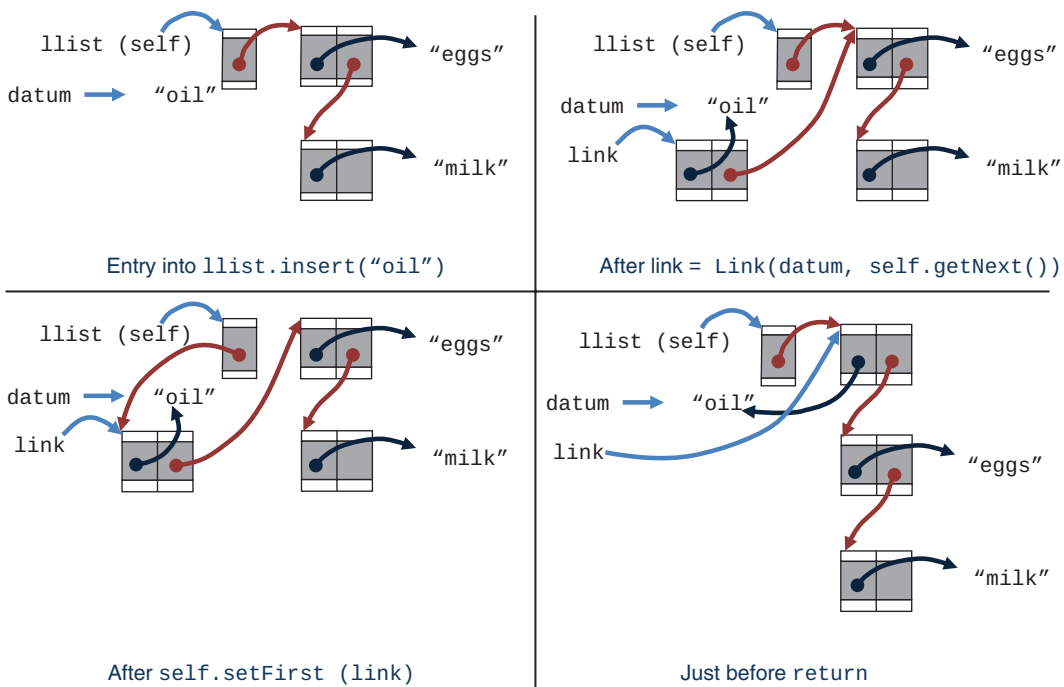 llist (self)
“eggs”
datum
“oil”
“milk”
Entry into llist.insert(“oil”)
llist (self)
“eggs”
datum
“oil”
link
“milk”
After link = Link(datum, self.getNext())
llist (self)
“eggs”
datum
“oil”
link
“milk”
After self.setFirst (link)
llist (self)
datum
“oil”
link
“eggs”
“milk”
Just before return